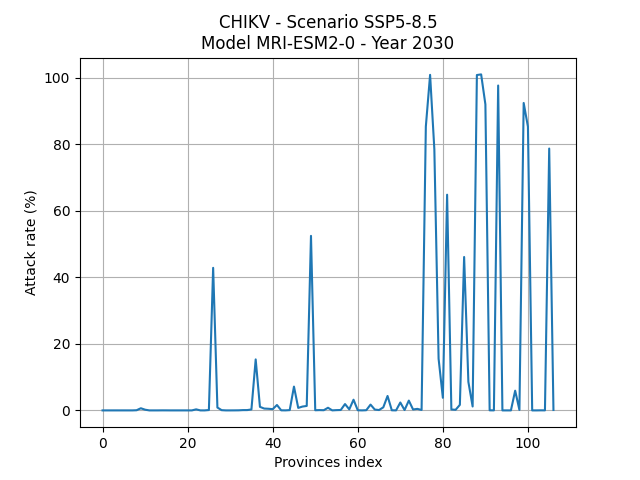 CHIKV - Scenario SSP5-8.5
Model MRI-ESM2-0 - Year 2030
100
80
60
40
20
0
Attack rate (%)
0 20 40 60 80 100
Provinces index